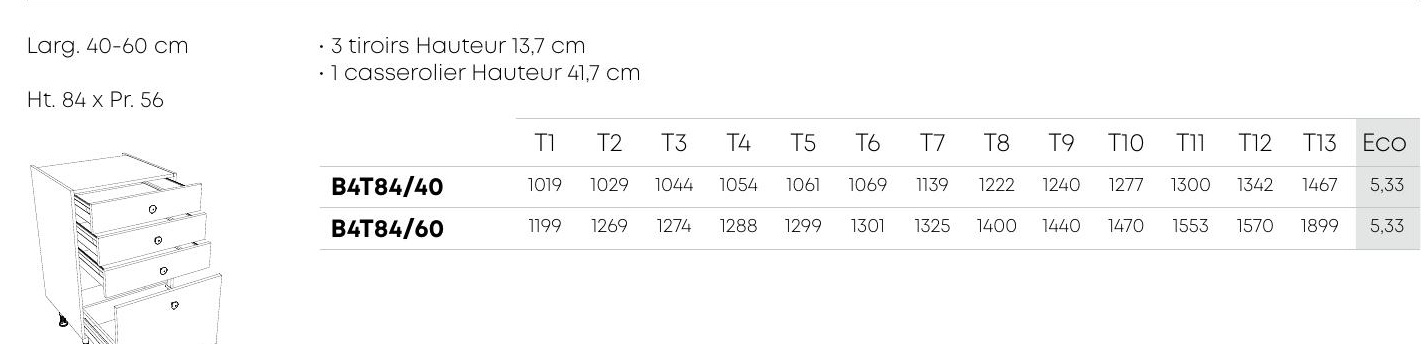 Larg. 40-60 cm
Ht. 84 x Pr. 56
· 3 tiroirs Hauteur 13,7 cm
· 1 casserolier Hauteur 41,7 cm
T1 T2 T3 T4 T5 T6 T7 T8 T9 T10 T11 T12 T13 Eco
B4T84/40 1019 1029 1044 1054 1061 1069 1139 1222 1240 1277 1300 1342 1467 5,33
B4T84/60 1199 1269 1274 1288 1299 1301 1325 1400 1440 1470 1553 1570 1899 5,33